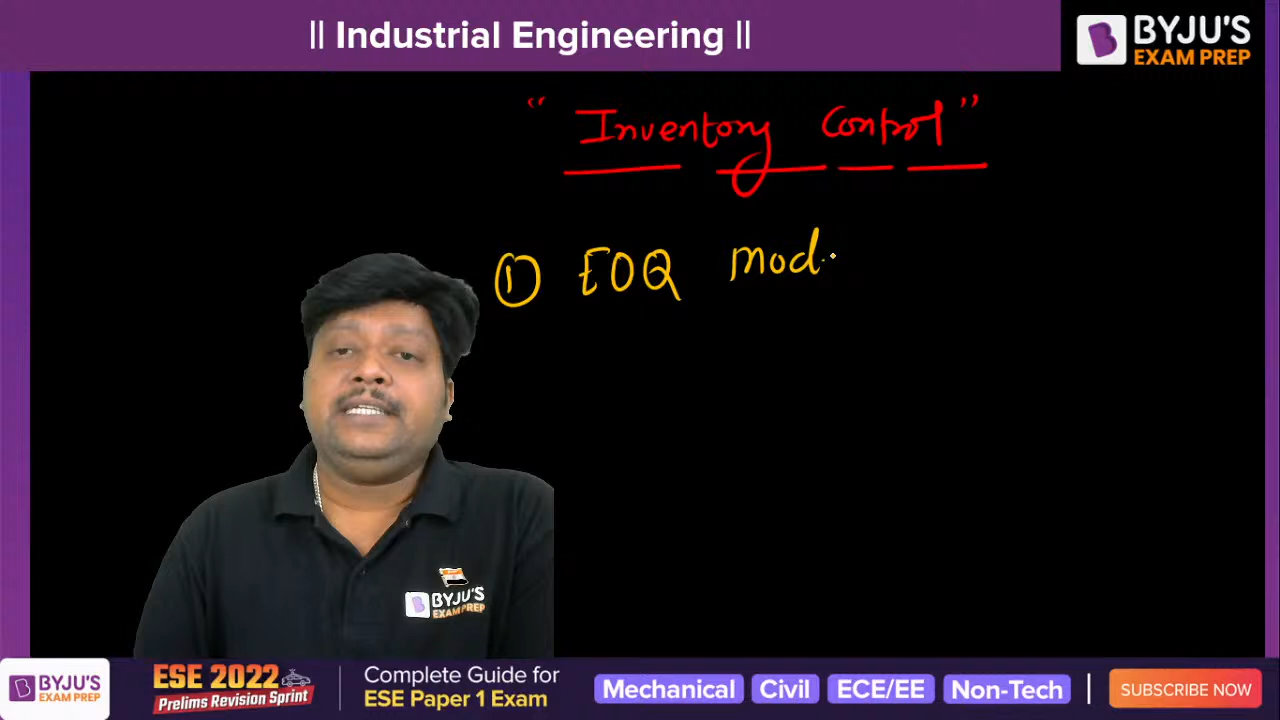 || Industrial Engineering ||
BYJU'S
EXAM PREP
" Inventory Control "
① EOQ mod
BYJU'S
EXAM PREP
BYJU'S
EXAM PREP
ESE 2022
Prelims Revision Sprint
Complete Guide for
ESE Paper 1 Exam
Mechanical Civil ECE/EE Non-Tech
SUBSCRIBE NOW